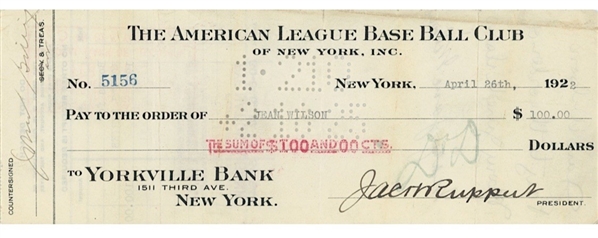 THE AMERICAN LEAGUE BASE BALL CLUB
OF NEW YORK, INC.
No. 5156 NEW YORK, April 26th, 1922
PAY TO THE ORDER OF JEAN WILSON $ 100.00
THE SUM OF $100 AND 00 CTS. DOLLARS
TO YORKVILLE BANK
1511 THIRD AVE.
NEW YORK.
Jacob Ruppert
PRESIDENT.
COUNTERSIGNED
SECY. & TREAS.